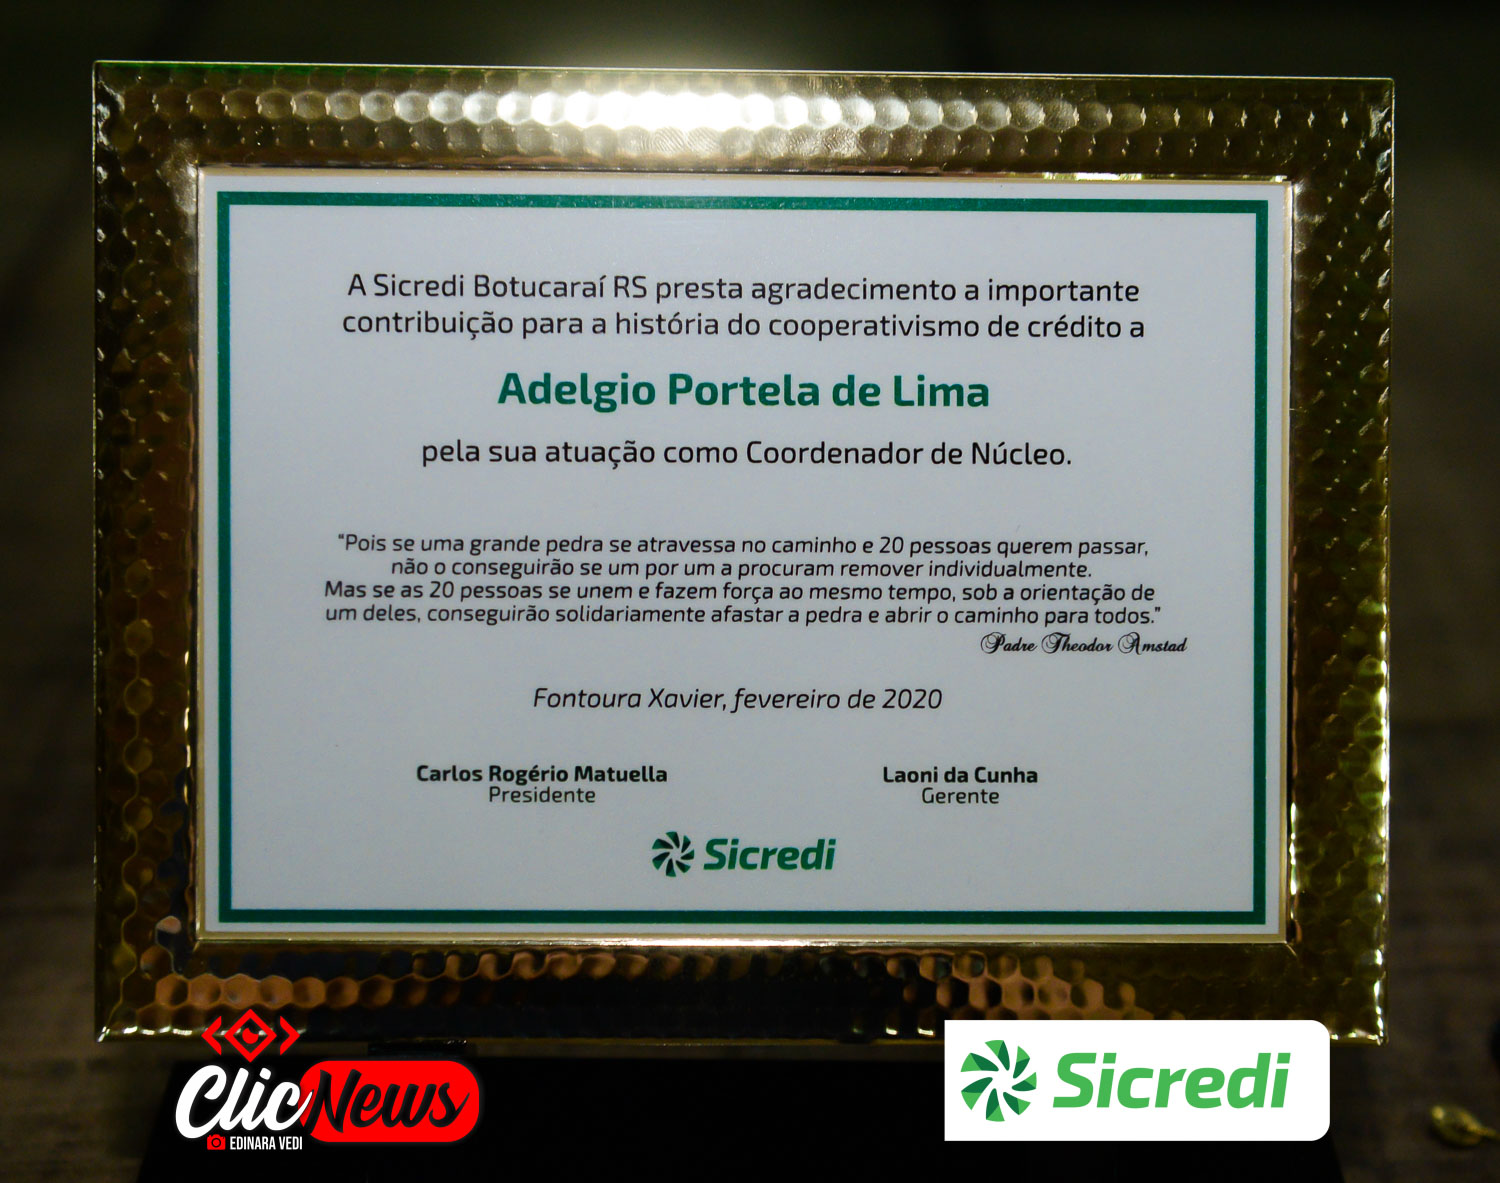 A Sicredi Botucaraí RS presta agradecimento a importante
contribuição para a história do cooperativismo de crédito a
Adelgio Portela de Lima
pela sua atuação como Coordenador de Núcleo.
“Pois se uma grande pedra se atravessa no caminho e 20 pessoas querem passar,
não o conseguirão se um por um a procuram remover individualmente.
Mas se as 20 pessoas se unem e fazem força ao mesmo tempo, sob a orientação de
um deles, conseguirão solidariamente afastar a pedra e abrir o caminho para todos.”
Padre Theodor Amstad
Fontoura Xavier, fevereiro de 2020
Carlos Rogério Matuella
Presidente
Laoni da Cunha
Gerente
Sicredi
ClicNews
EDINARA VEDI
Sicredi